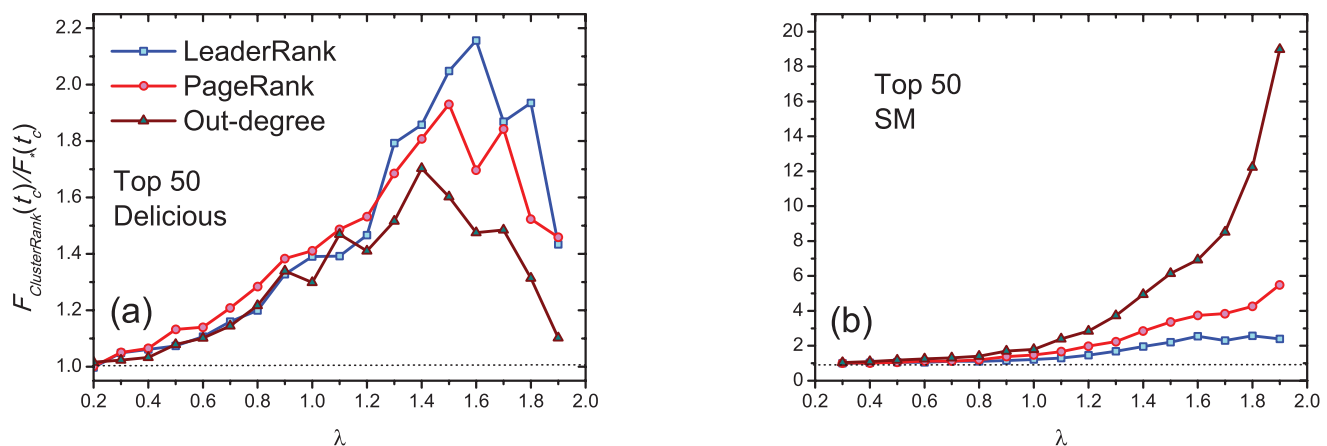 F_ClusterRank(t_c)/F_*(t_c)
2.2
2.0
1.8
1.6
1.4
1.2
1.0
LeaderRank
PageRank
Out-degree
Top 50
Delicious
(a)
0.2 0.4 0.6 0.8 1.0 1.2 1.4 1.6 1.8 2.0
λ
20
18
16
14
12
10
8
6
4
2
0
Top 50
SM
(b)
0.2 0.4 0.6 0.8 1.0 1.2 1.4 1.6 1.8 2.0
λ